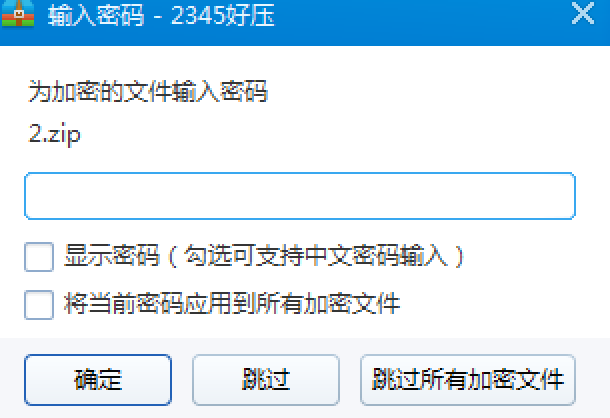 输入密码 - 2345好压
为加密的文件输入密码
2.zip
显示密码（勾选可支持中文密码输入）
将当前密码应用到所有加密文件
确定 跳过 跳过所有加密文件